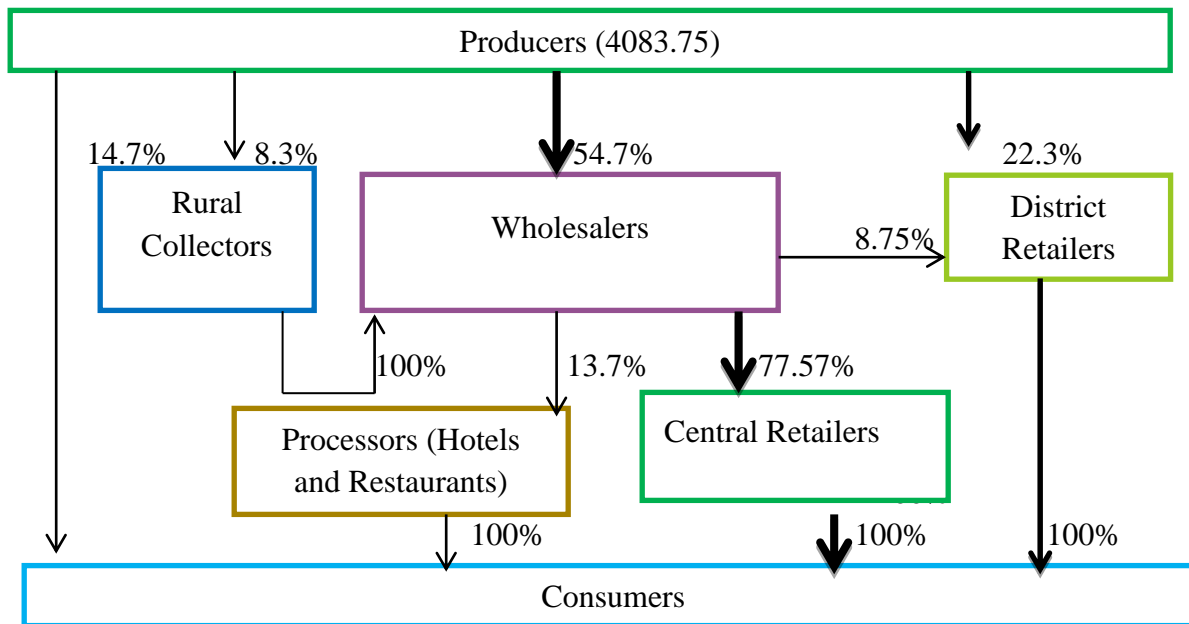 Producers (4083.75)
14.7%
8.3%
54.7%
22.3%
Rural
Collectors
Wholesalers
District
Retailers
8.75%
100%
13.7%
77.57%
Processors (Hotels
and Restaurants)
Central Retailers
100%
100%
100%
Consumers